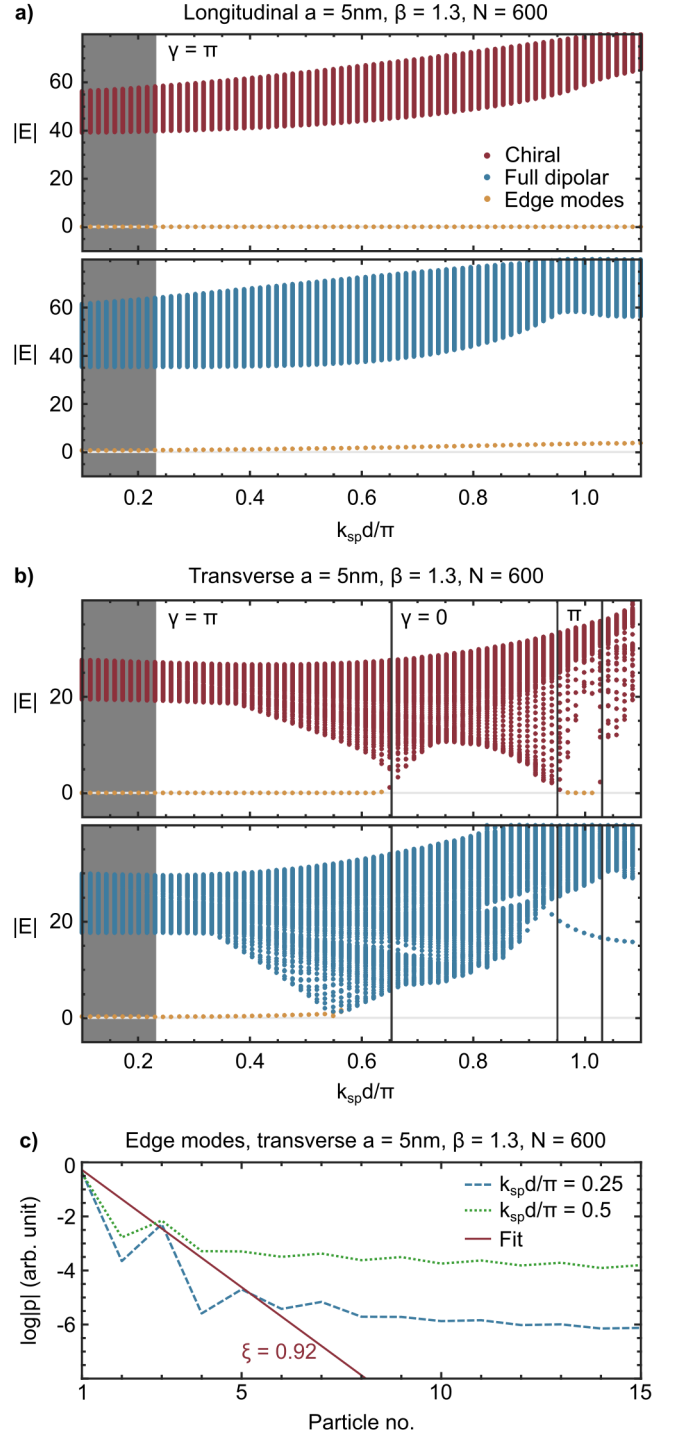 a) Longitudinal a = 5nm, β = 1.3, N = 600
γ = π
60
40
20
0
|E|
Chiral
Full dipolar
Edge modes
60
40
20
0
|E|
0.2 0.4 0.6 0.8 1.0
k_sp d/π
b) Transverse a = 5nm, β = 1.3, N = 600
γ = π γ = 0 π
20
0
|E|
20
0
|E|
0.2 0.4 0.6 0.8 1.0
k_sp d/π
c) Edge modes, transverse a = 5nm, β = 1.3, N = 600
0
-2
-4
-6
log|p| (arb. unit)
k_sp d/π = 0.25
k_sp d/π = 0.5
Fit
ξ = 0.92
1 5 10 15
Particle no.